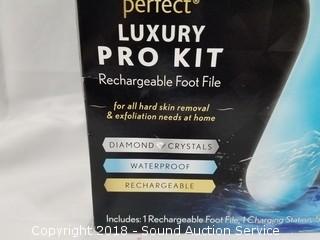 perfect®
LUXURY
PRO KIT
Rechargeable Foot File
for all hard skin removal
& exfoliation needs at home
DIAMOND CRYSTALS
WATERPROOF
RECHARGEABLE
Includes: 1 Rechargeable Foot File, 1 Charging Station,
Copyright 2018 - Sound Auction Service